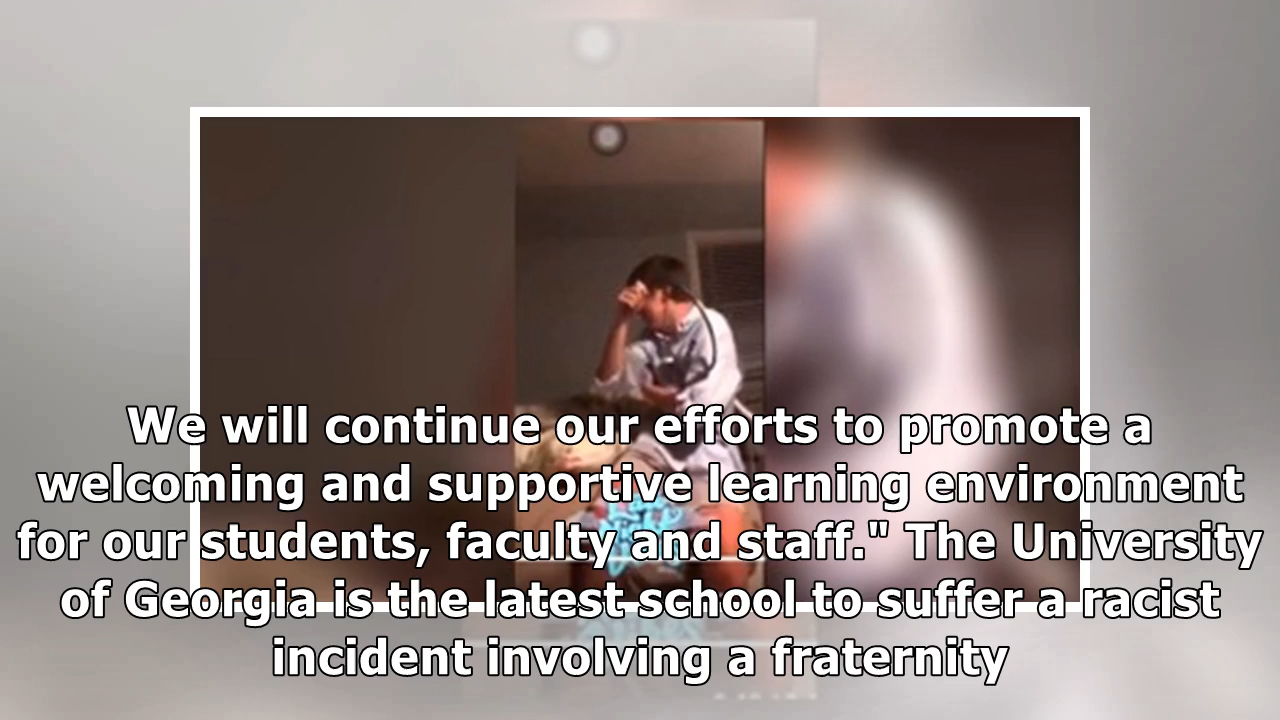 We will continue our efforts to promote a
welcoming and supportive learning environment
for our students, faculty and staff." The University
of Georgia is the latest school to suffer a racist
incident involving a fraternity